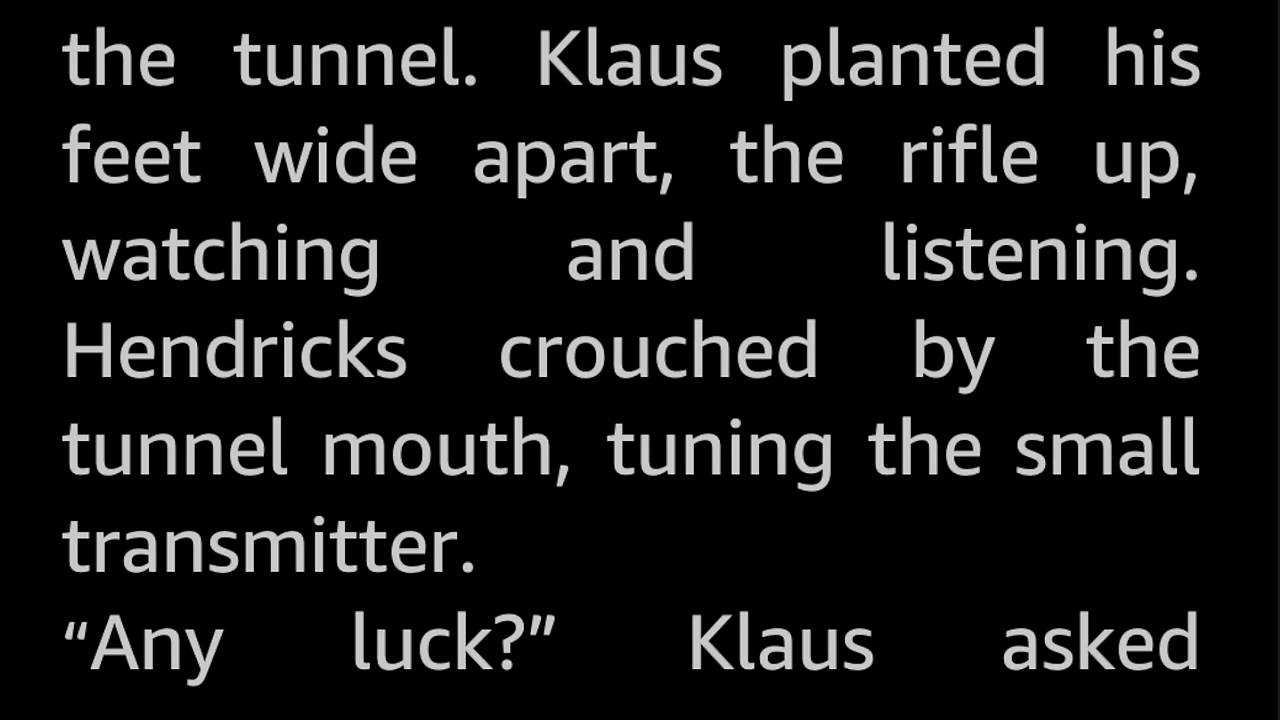 the tunnel. Klaus planted his
feet wide apart, the rifle up,
watching and listening.
Hendricks crouched by the
tunnel mouth, tuning the small
transmitter.
“Any luck?” Klaus asked